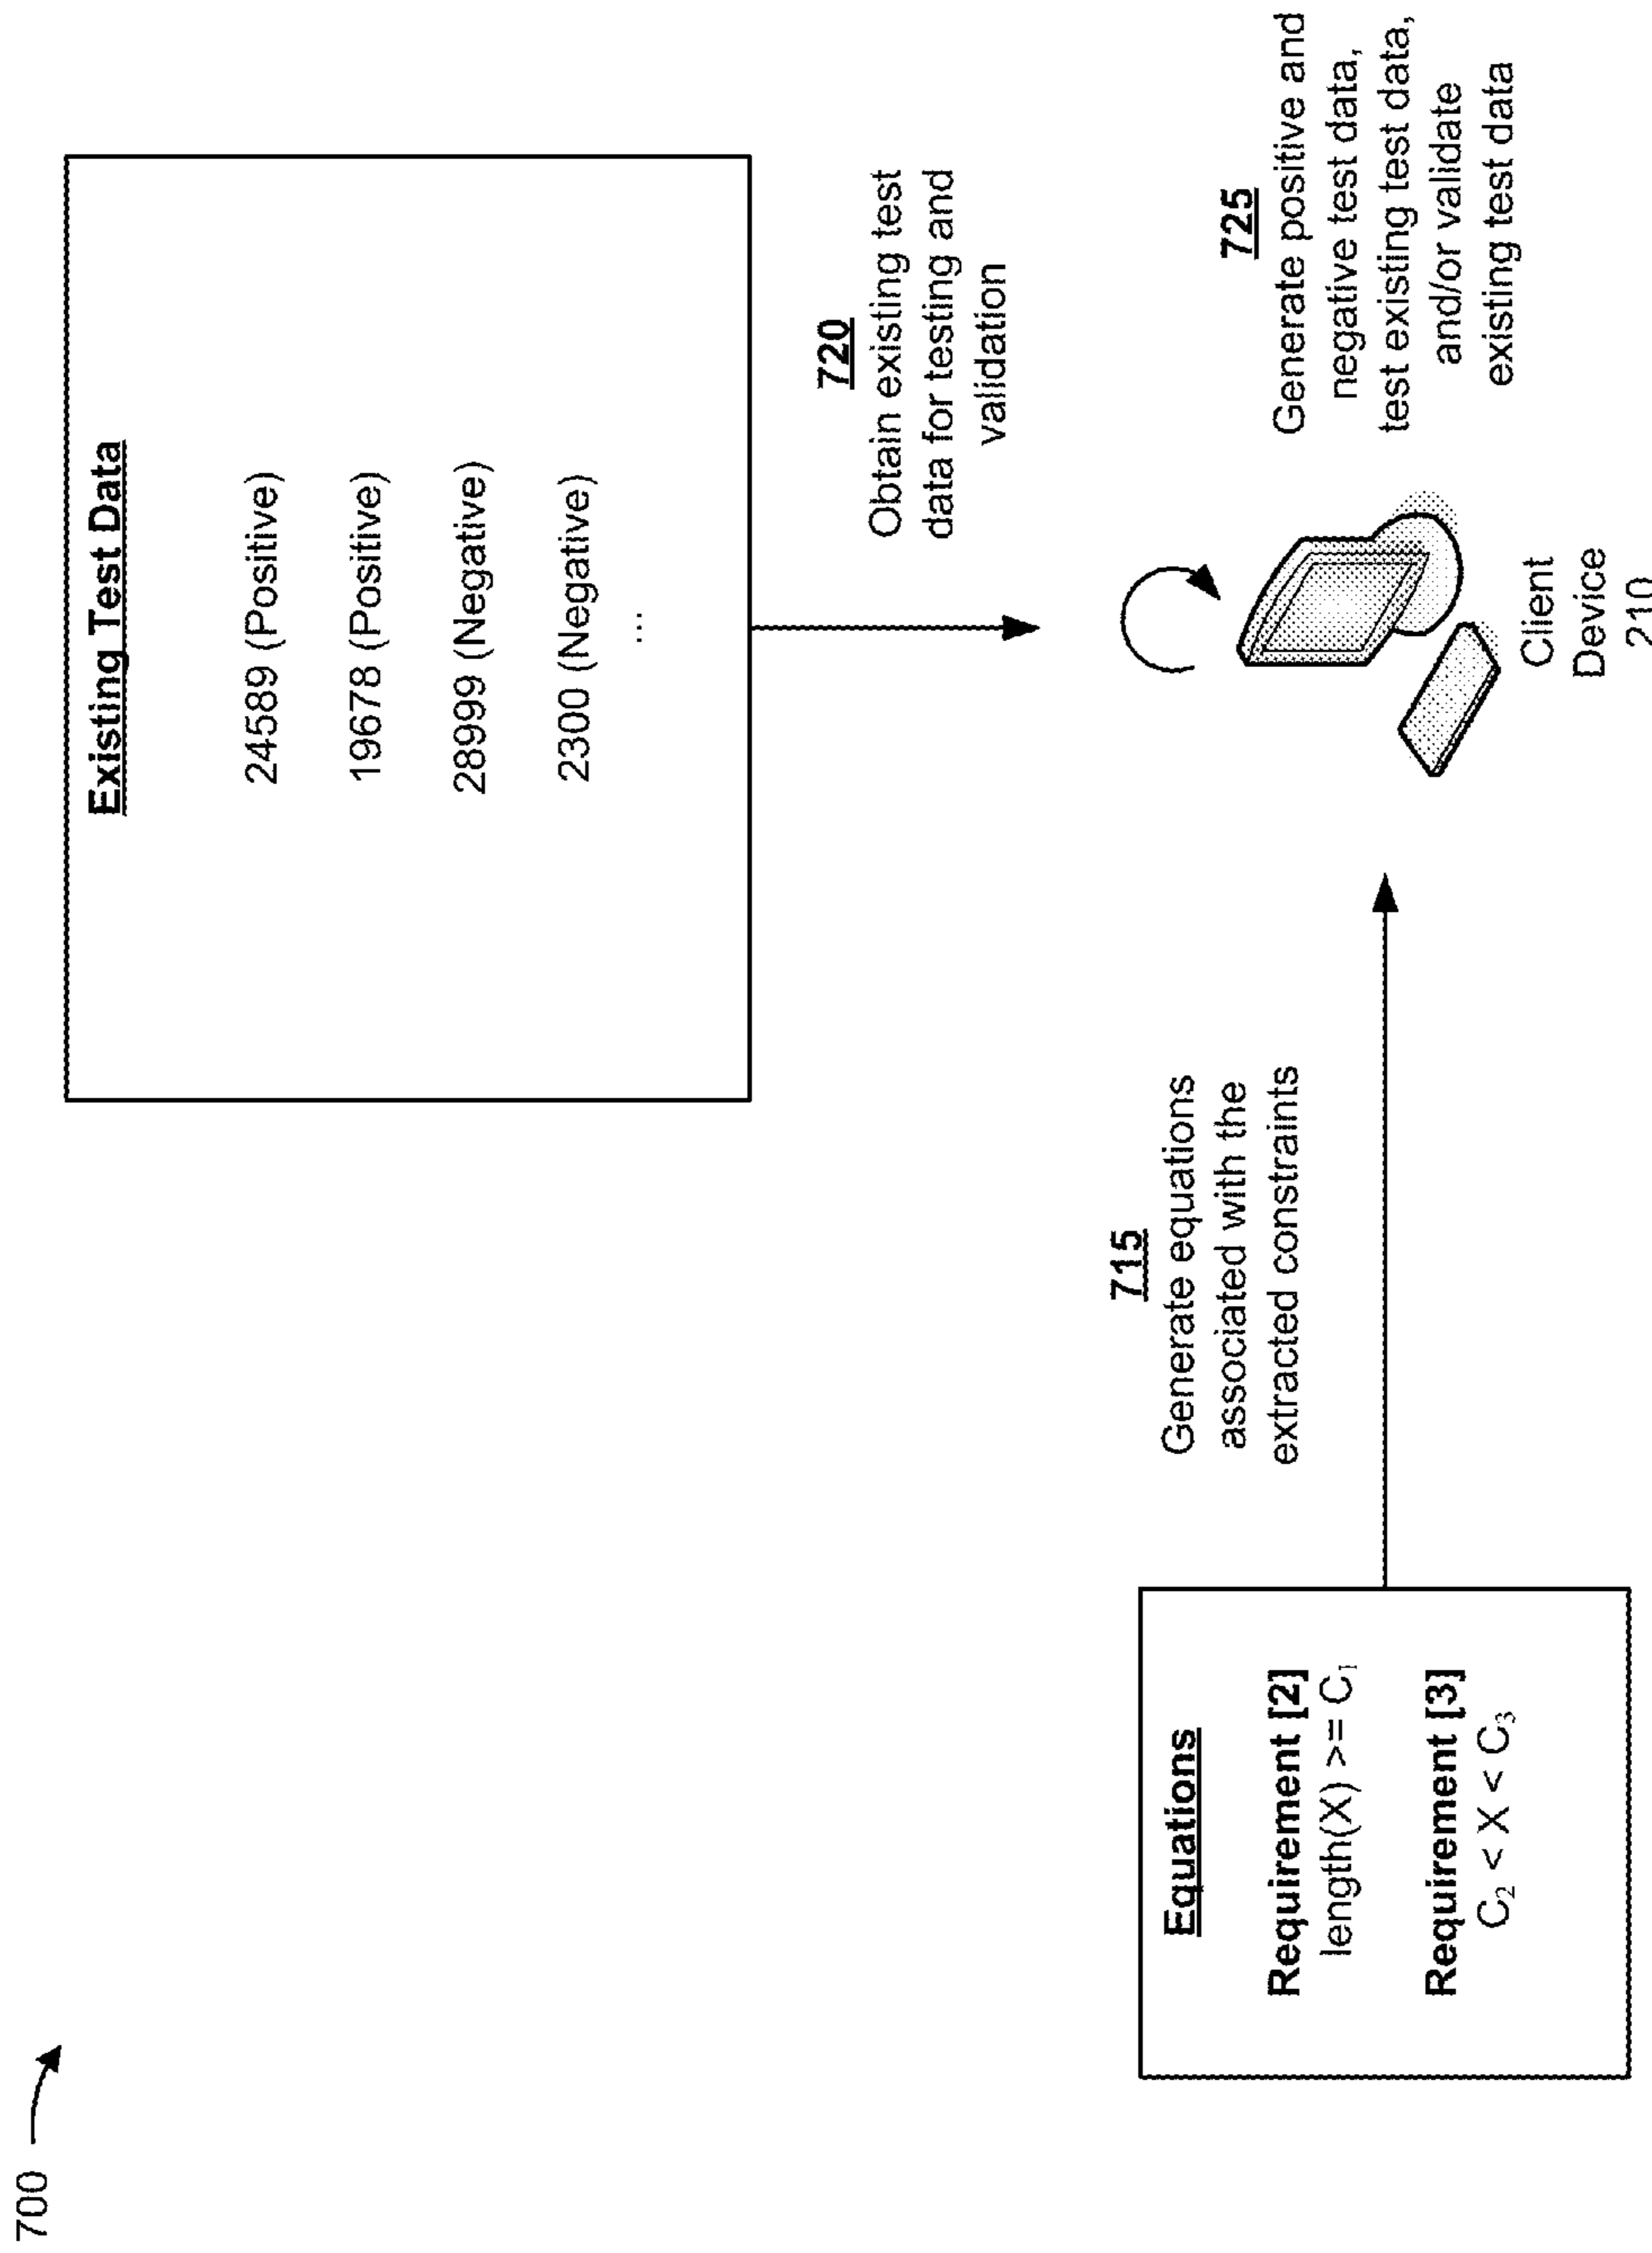 700
Existing Test Data
24589 (Positive)
19678 (Positive)
28999 (Negative)
2300 (Negative)
...
720
Obtain existing test
data for testing and
validation
Equations
Requirement [2]
length(X) >= C₁
Requirement [3]
C₂ < X < C₃
715
Generate equations
associated with the
extracted constraints
Client
Device
210
725
Generate positive and
negative test data,
test existing test data,
and/or validate
existing test data